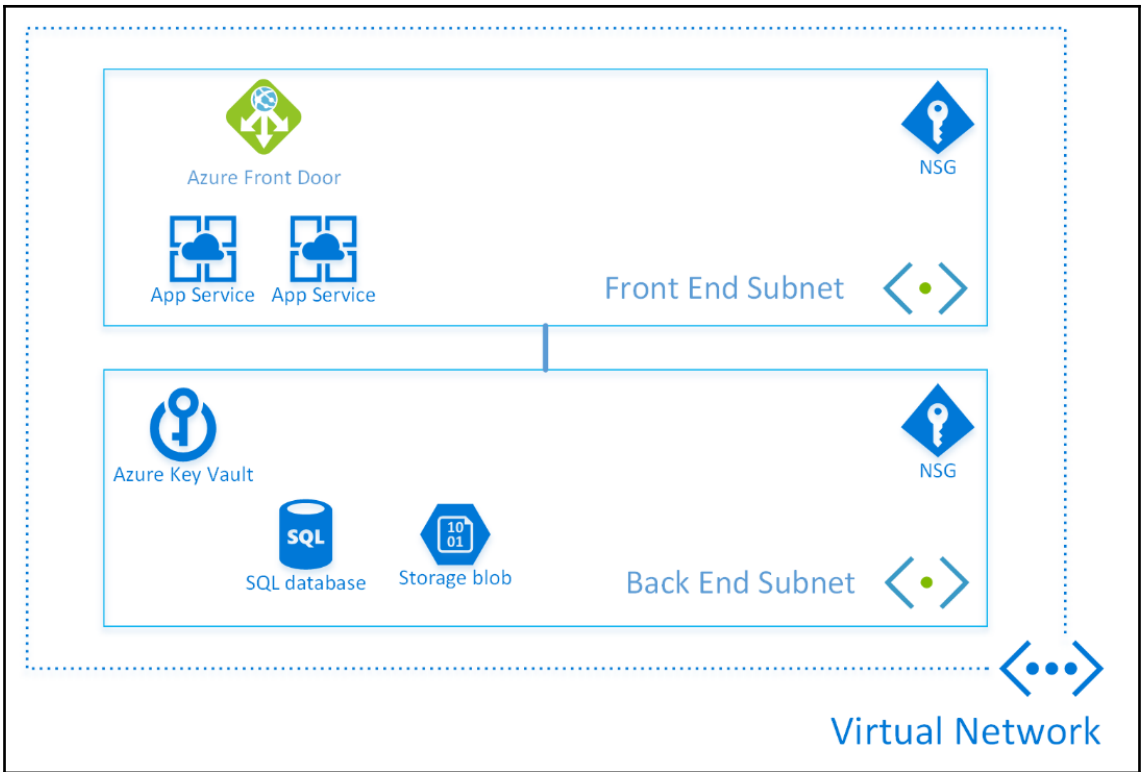 Azure Front Door
NSG
App Service App Service
Front End Subnet
Azure Key Vault
NSG
SQL
10
01
SQL database
Storage blob
Back End Subnet
Virtual Network